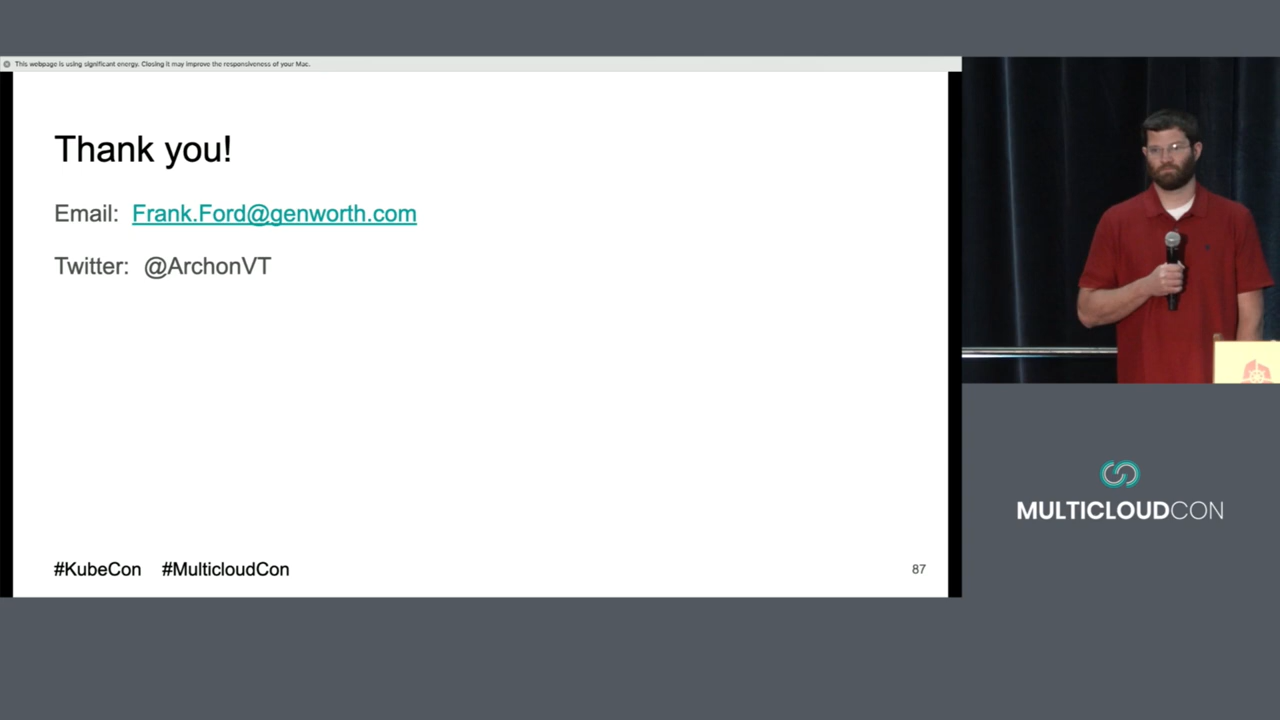 This webpage is using significant energy. Closing it may improve the responsiveness of your Mac.
Thank you!
Email: Frank.Ford@genworth.com
Twitter: @ArchonVT
#KubeCon #MulticloudCon
87
MULTICLOUDCON